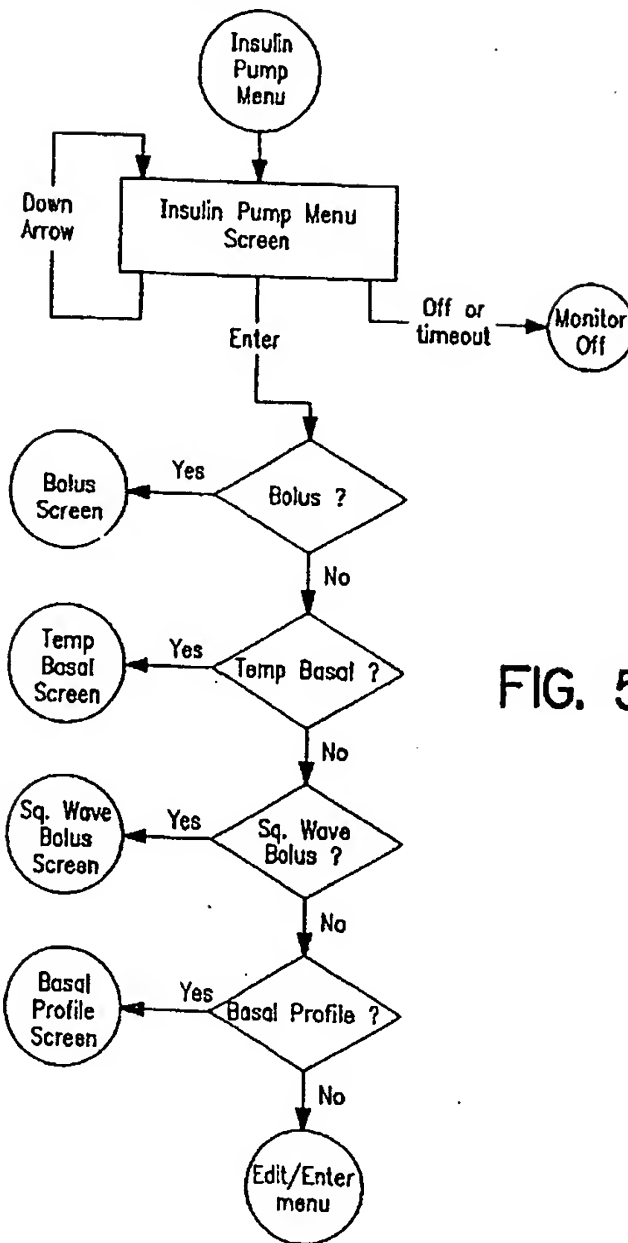 Insulin
Pump
Menu
Down
Arrow
Insulin Pump Menu
Screen
Off or
timeout
Monitor
Off
Enter
Bolus
Screen
Yes
Bolus ?
No
Temp
Basal
Screen
Yes
Temp Basal ?
FIG. 5
No
Sq. Wave
Bolus
Screen
Yes
Sq. Wave
Bolus ?
No
Basal
Profile
Screen
Yes
Basal Profile ?
No
Edit/Enter
menu